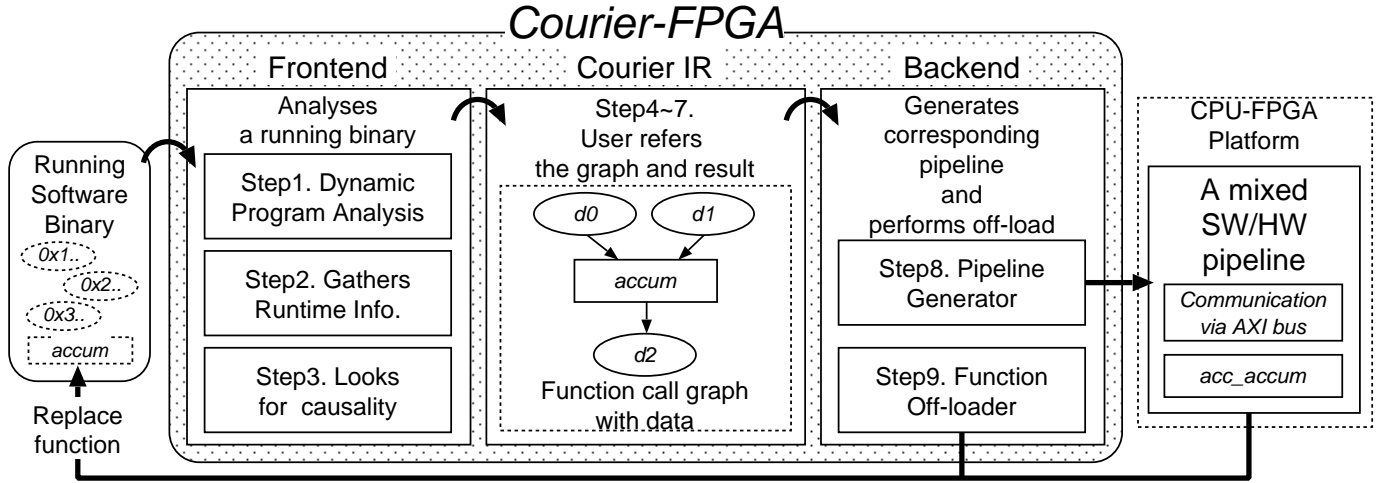 Courier-FPGA
Running
Software
Binary
0x1..
0x2..
0x3..
accum
Replace
function
Frontend
Analyses
a running binary
Step1. Dynamic
Program Analysis
Step2. Gathers
Runtime Info.
Step3. Looks
for causality
Courier IR
Step4~7.
User refers
the graph and result
d0
d1
accum
d2
Function call graph
with data
Backend
Generates
corresponding
pipeline
and
performs off-load
Step8. Pipeline
Generator
Step9. Function
Off-loader
CPU-FPGA
Platform
A mixed
SW/HW
pipeline
Communication
via AXI bus
acc_accum